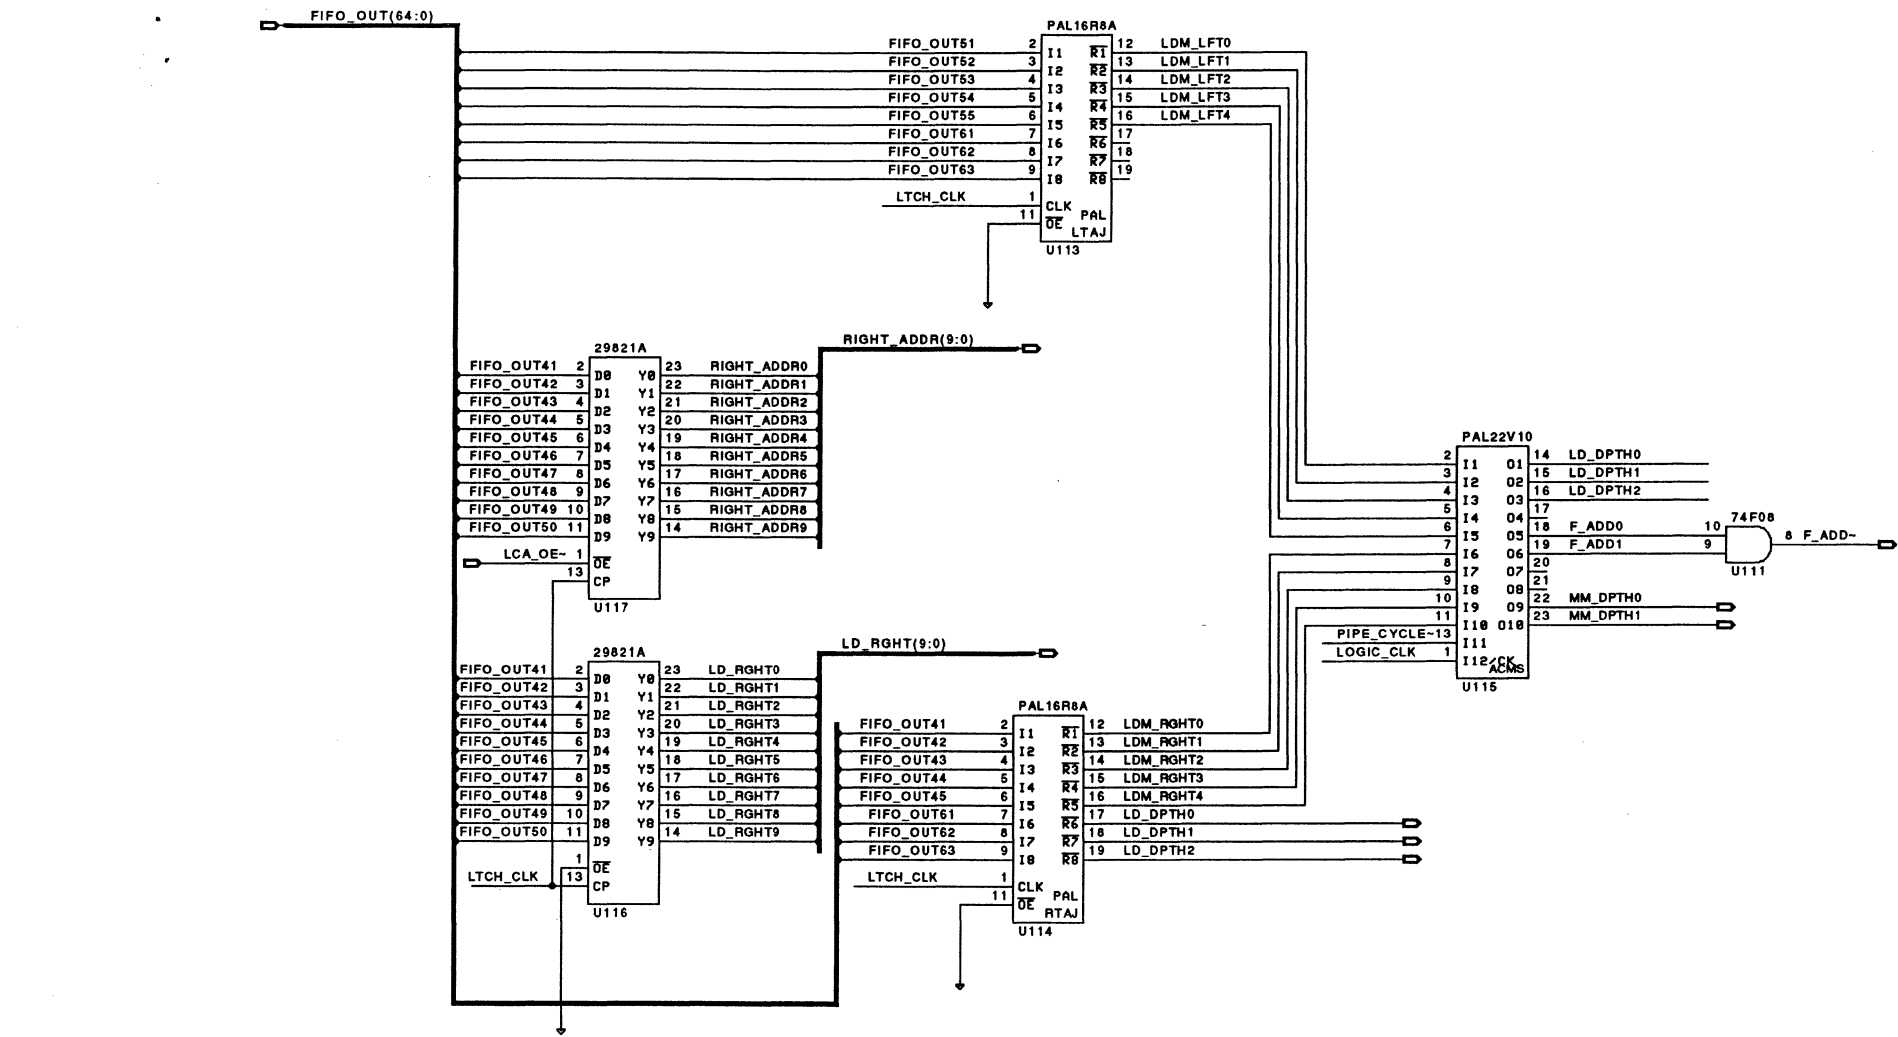 FIFO_OUT(64:0)
PAL16R8A
FIFO_OUT51 2 I1 R1 12 LDM_LFT0
FIFO_OUT52 3 I2 R2 13 LDM_LFT1
FIFO_OUT53 4 I3 R3 14 LDM_LFT2
FIFO_OUT54 5 I4 R4 15 LDM_LFT3
FIFO_OUT55 6 I5 R5 16 LDM_LFT4
FIFO_OUT61 7 I6 R6 17
FIFO_OUT62 8 I7 R7 18
FIFO_OUT63 9 I8 R8 19
LTCH_CLK 1 CLK
11 OE PAL
LTAJ
U113
RIGHT_ADDR(9:0)
29821A
FIFO_OUT41 2 D0 Y0 23 RIGHT_ADDR0
FIFO_OUT42 3 D1 Y1 22 RIGHT_ADDR1
FIFO_OUT43 4 D2 Y2 21 RIGHT_ADDR2
FIFO_OUT44 5 D3 Y3 20 RIGHT_ADDR3
FIFO_OUT45 6 D4 Y4 19 RIGHT_ADDR4
FIFO_OUT46 7 D5 Y5 18 RIGHT_ADDR5
FIFO_OUT47 8 D6 Y6 17 RIGHT_ADDR6
FIFO_OUT48 9 D7 Y7 16 RIGHT_ADDR7
FIFO_OUT49 10 D8 Y8 15 RIGHT_ADDR8
FIFO_OUT50 11 D9 Y9 14 RIGHT_ADDR9
LCA_OE~ 1 OE
13 CP
U117
PAL22V10
2 I1 O1 14 LD_DPTH0
3 I2 O2 15 LD_DPTH1
4 I3 O3 16 LD_DPTH2
5 I4 O4 17
6 I5 O5 18 F_ADD0 10
7 I6 O6 19 F_ADD1 9
8 I7 O7 20
9 I8 O8 21
10 I9 O9 22 MM_DPTH0
11 I10 O10 23 MM_DPTH1
PIPE_CYCLE~ 13 I11
LOGIC_CLK 1 I12/CK
ACMS
U115
74F08
8 F_ADD~
U111
LD_RGHT(9:0)
29821A
FIFO_OUT41 2 D0 Y0 23 LD_RGHT0
FIFO_OUT42 3 D1 Y1 22 LD_RGHT1
FIFO_OUT43 4 D2 Y2 21 LD_RGHT2
FIFO_OUT44 5 D3 Y3 20 LD_RGHT3
FIFO_OUT45 6 D4 Y4 19 LD_RGHT4
FIFO_OUT46 7 D5 Y5 18 LD_RGHT5
FIFO_OUT47 8 D6 Y6 17 LD_RGHT6
FIFO_OUT48 9 D7 Y7 16 LD_RGHT7
FIFO_OUT49 10 D8 Y8 15 LD_RGHT8
FIFO_OUT50 11 D9 Y9 14 LD_RGHT9
1 OE
LTCH_CLK 13 CP
U116
PAL16R8A
FIFO_OUT41 2 I1 R1 12 LDM_RGHT0
FIFO_OUT42 3 I2 R2 13 LDM_RGHT1
FIFO_OUT43 4 I3 R3 14 LDM_RGHT2
FIFO_OUT44 5 I4 R4 15 LDM_RGHT3
FIFO_OUT45 6 I5 R5 16 LDM_RGHT4
FIFO_OUT61 7 I6 R6 17 LD_DPTH0
FIFO_OUT62 8 I7 R7 18 LD_DPTH1
FIFO_OUT63 9 I8 R8 19 LD_DPTH2
LTCH_CLK 1 CLK
11 OE PAL
RTAJ
U114